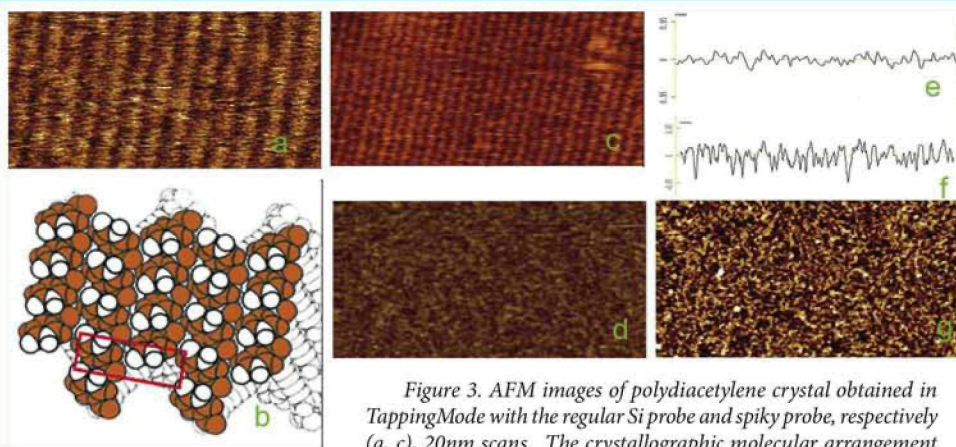 a
c
e
f
b
d
g
Figure 3. AFM images of polydiacetylene crystal obtained in
TappingMode with the regular Si probe and spiky probe, respectively
(a, c). 20nm scans. The crystallographic molecular arrangement